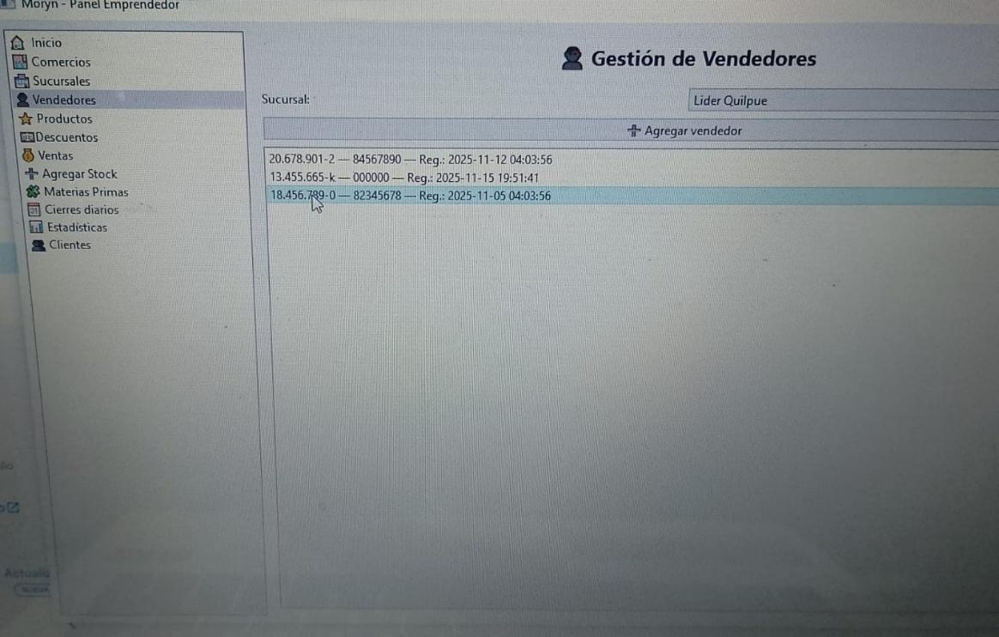 Moryn - Panel Emprendedor
Inicio
Comercios
Sucursales
Vendedores
Productos
Descuentos
Ventas
Agregar Stock
Materias Primas
Cierres diarios
Estadísticas
Clientes
Gestión de Vendedores
Sucursal:
Lider Quilpue
Agregar vendedor
20.678.901-2 — 84567890 — Reg.: 2025-11-12 04:03:56
13.455.665-k — 000000 — Reg.: 2025-11-15 19:51:41
18.456.789-0 — 82345678 — Reg.: 2025-11-05 04:03:56